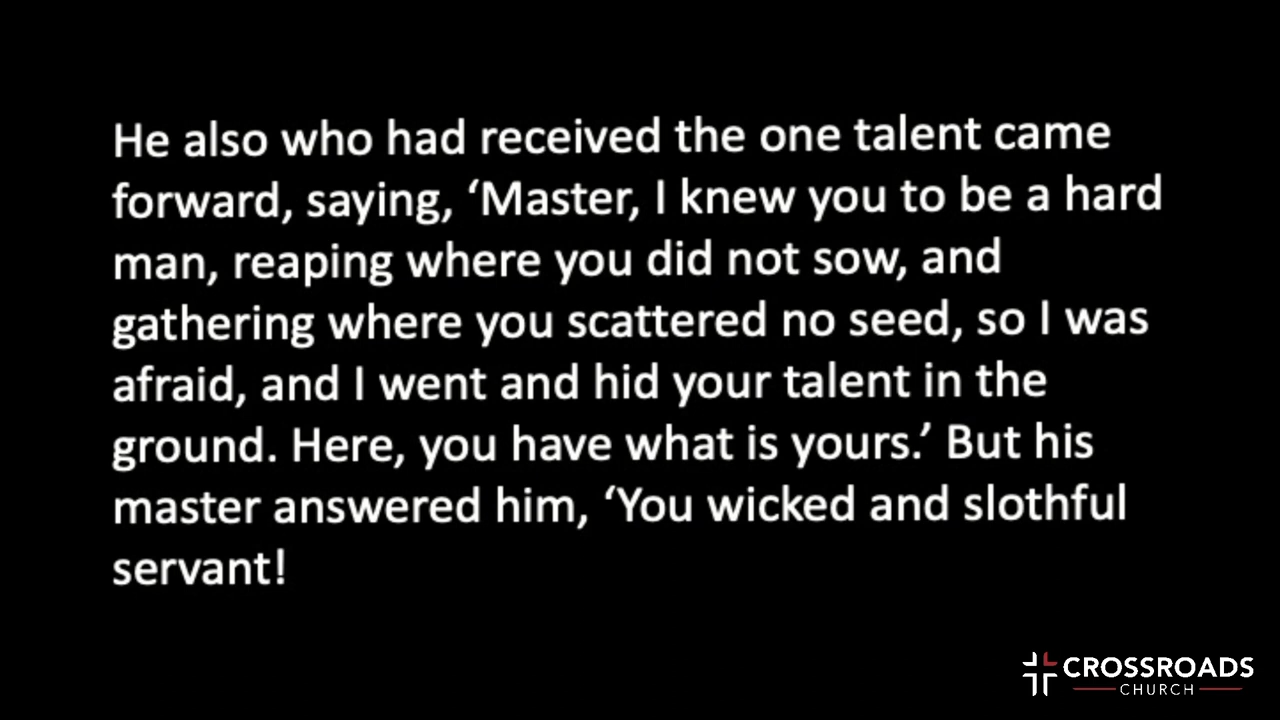 He also who had received the one talent came
forward, saying, ‘Master, I knew you to be a hard
man, reaping where you did not sow, and
gathering where you scattered no seed, so I was
afraid, and I went and hid your talent in the
ground. Here, you have what is yours.’ But his
master answered him, ‘You wicked and slothful
servant!
CROSSROADS
CHURCH